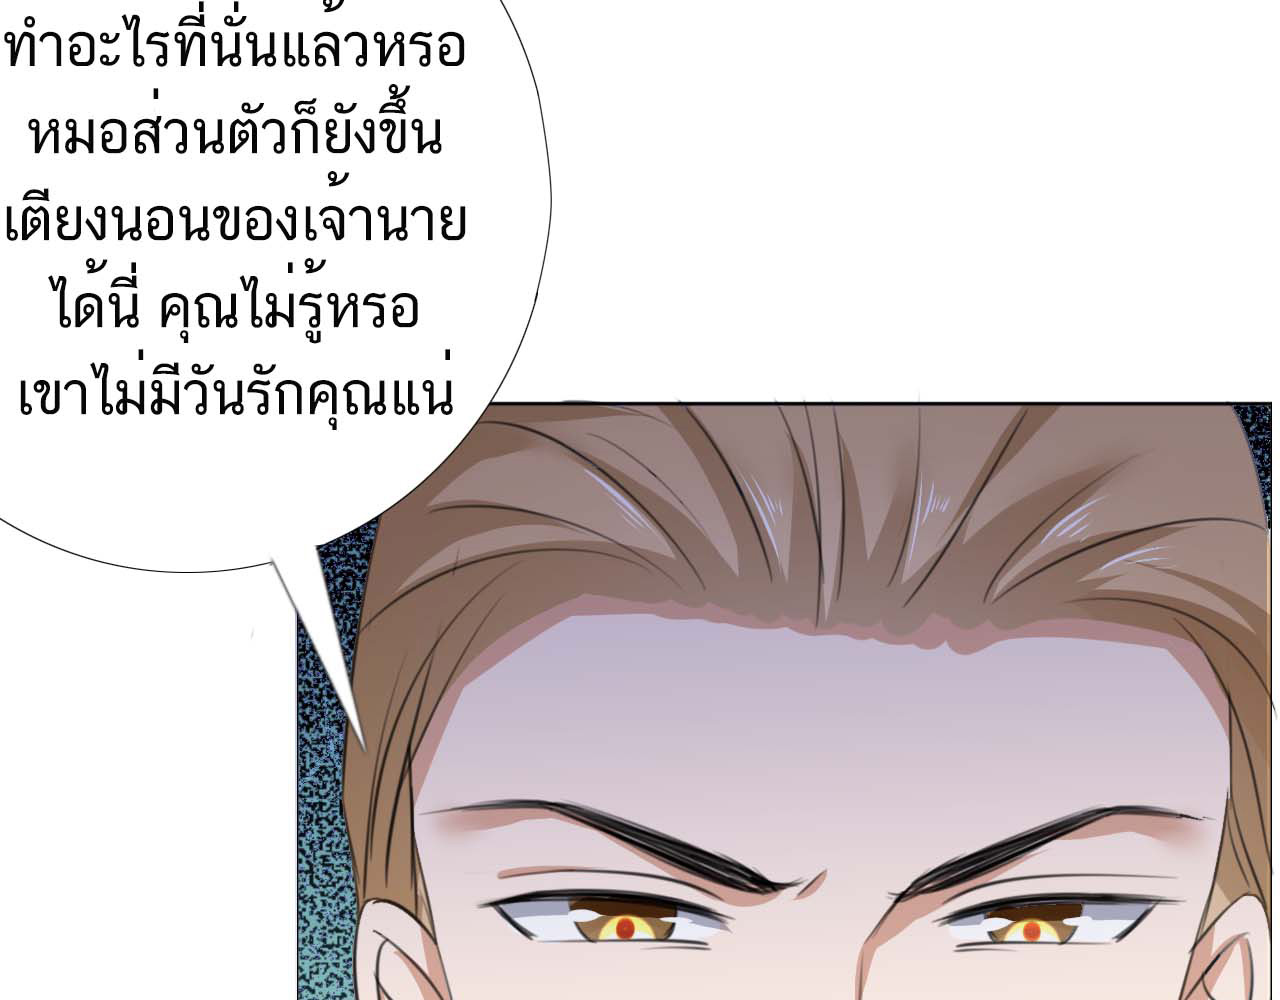 ทำอะไรที่นั่นแล้วหรอ
หมอส่วนตัวก็ยังขึ้น
เตียงนอนของเจ้านาย
ได้นี่ คุณไม่รู้หรอ
เขาไม่มีวันรักคุณแน่